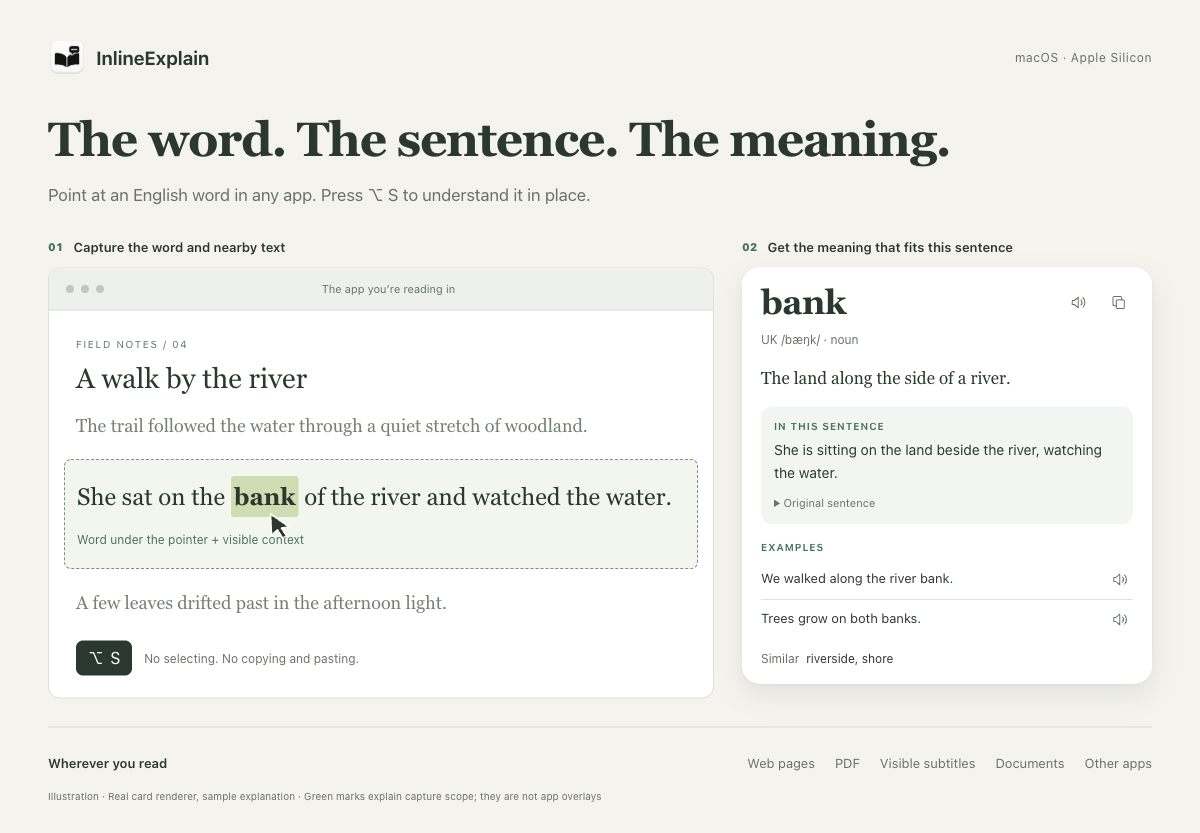 InlineExplain
macOS · Apple Silicon
The word. The sentence. The meaning.
Point at an English word in any app. Press ⌥ S to understand it in place.
01 Capture the word and nearby text
The app you're reading in
FIELD NOTES / 04
A walk by the river
The trail followed the water through a quiet stretch of woodland.
She sat on the bank of the river and watched the water.
Word under the pointer + visible context
A few leaves drifted past in the afternoon light.
⌥ S No selecting. No copying and pasting.
02 Get the meaning that fits this sentence
bank
UK /bæŋk/ · noun
The land along the side of a river.
IN THIS SENTENCE
She is sitting on the land beside the river, watching
the water.
Original sentence
EXAMPLES
We walked along the river bank.
Trees grow on both banks.
Similar riverside, shore
Wherever you read
Web pages PDF Visible subtitles Documents Other apps
Illustration · Real card renderer, sample explanation · Green marks explain capture scope; they are not app overlays